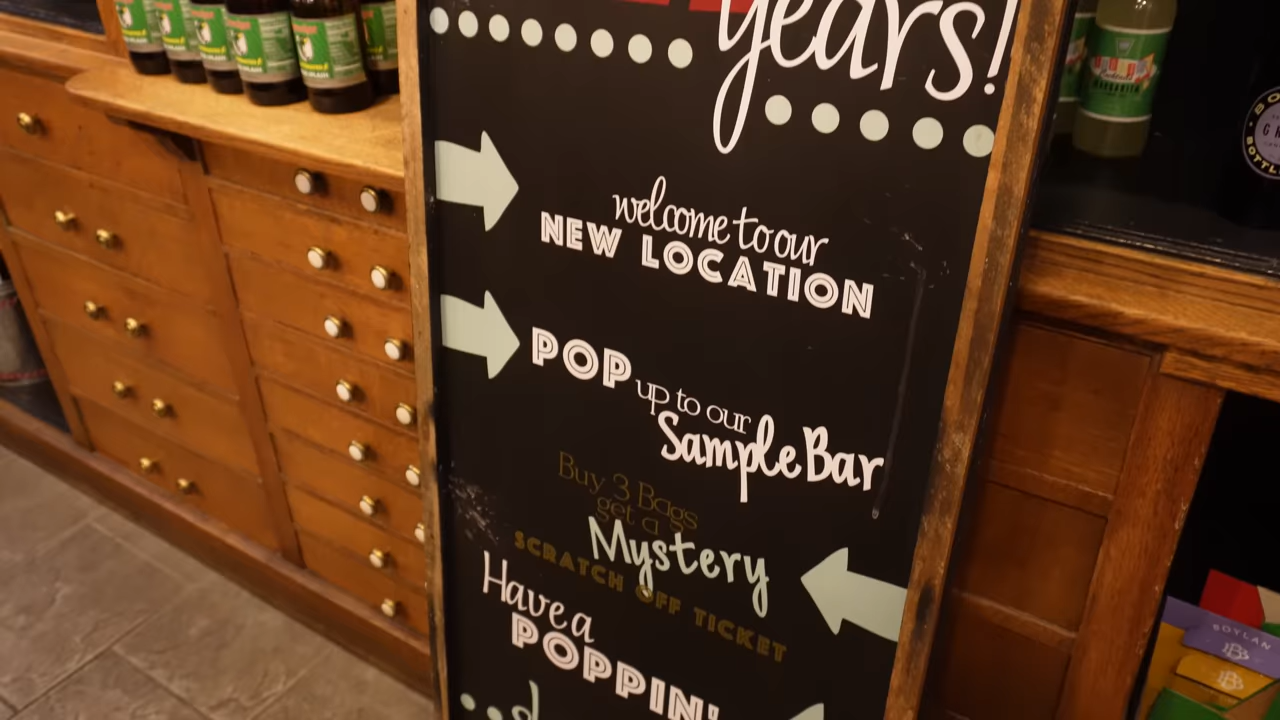 years!
welcome to our
NEW LOCATION
POP up to our
Sample Bar
Buy 3 Bags
get a
Mystery
SCRATCH OFF TICKET
Have a
POPPIN'
d
BOYLAN